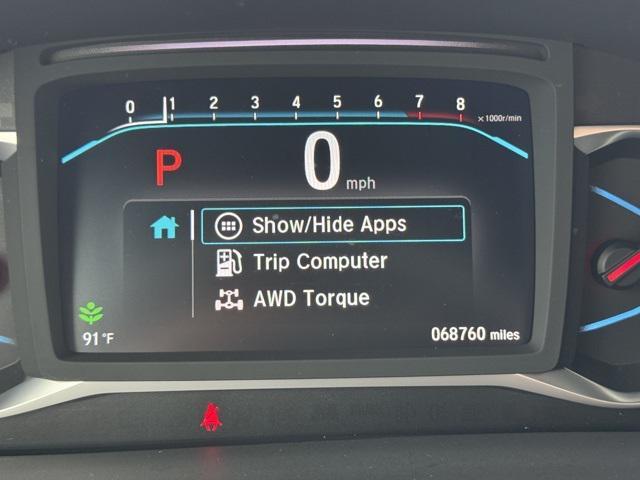 0 1 2 3 4 5 6 7 8 x1000r/min
P 0 mph
Show/Hide Apps
Trip Computer
AWD Torque
91°F 068760 miles